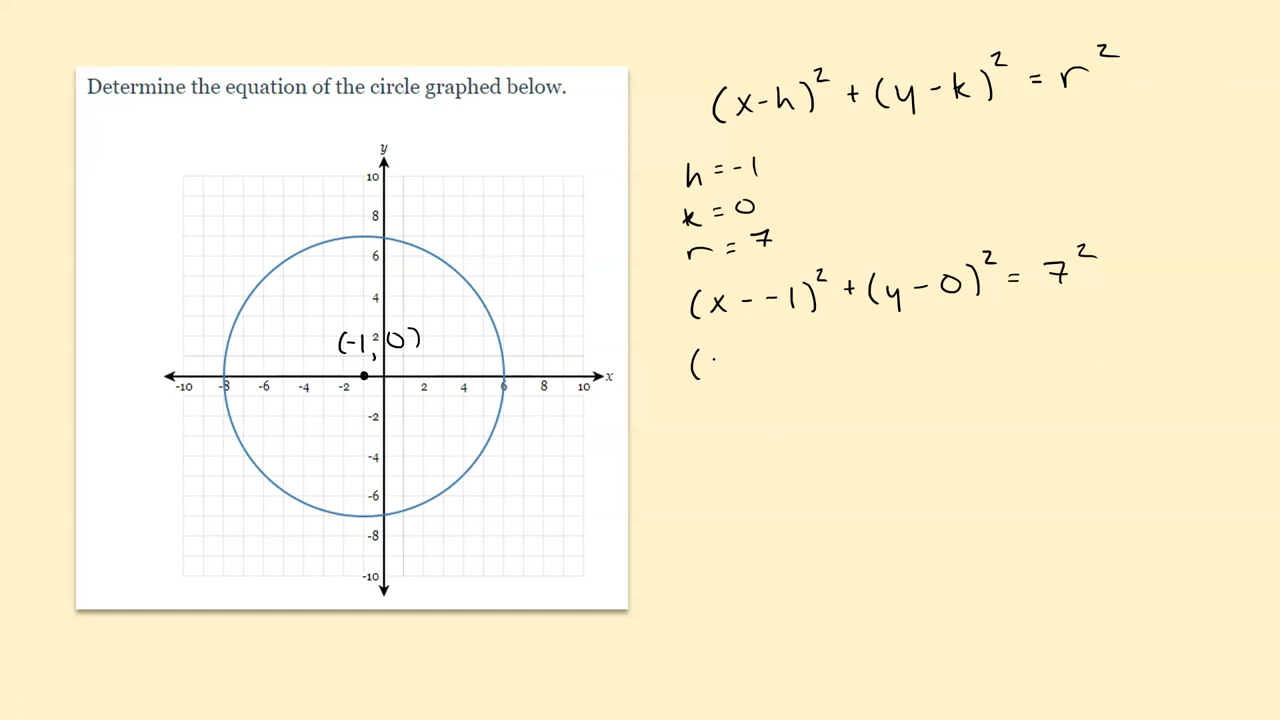 Determine the equation of the circle graphed below.
(x-h)² + (y-k)² = r²
h = -1
k = 0
r = 7
(x--1)² + (y-0)² = 7²
(
y
10
8
6
4
2
(-1, 0)
-10 -8 -6 -4 -2 2 4 6 8 10 x
-2
-4
-6
-8
-10